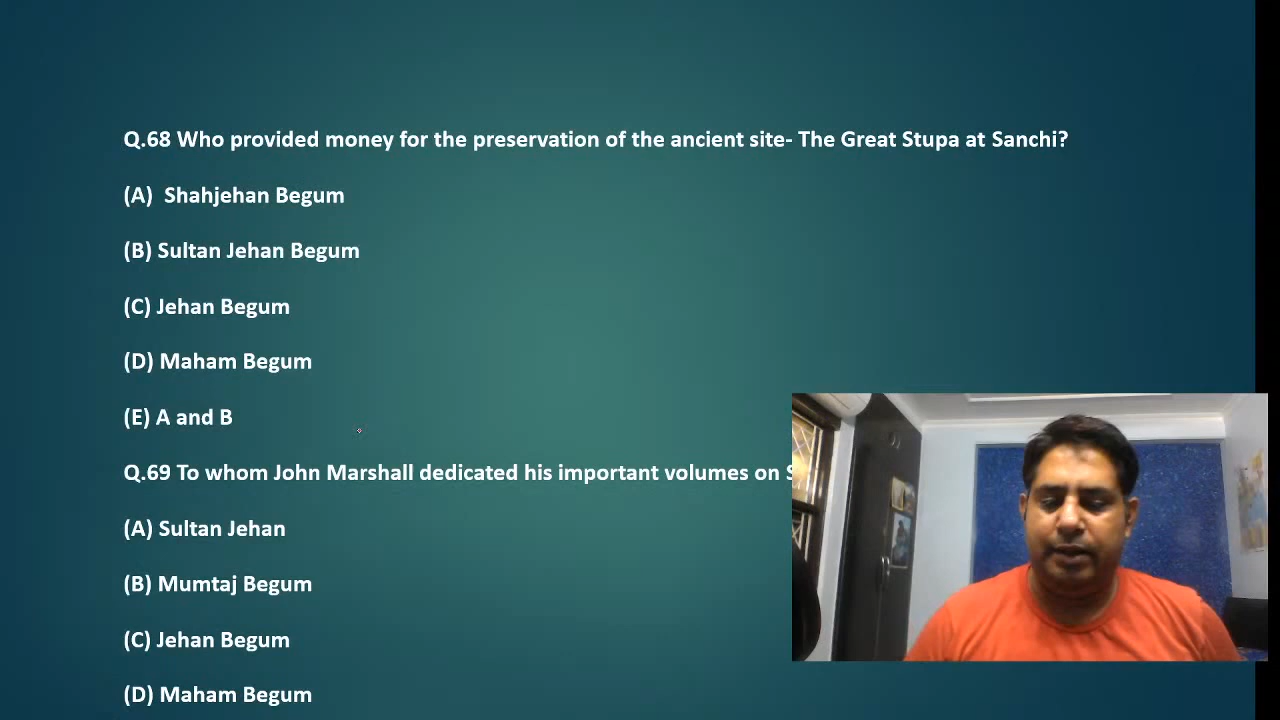 Q.68 Who provided money for the preservation of the ancient site- The Great Stupa at Sanchi?
(A) Shahjehan Begum
(B) Sultan Jehan Begum
(C) Jehan Begum
(D) Maham Begum
(E) A and B
Q.69 To whom John Marshall dedicated his important volumes on
(A) Sultan Jehan
(B) Mumtaj Begum
(C) Jehan Begum
(D) Maham Begum